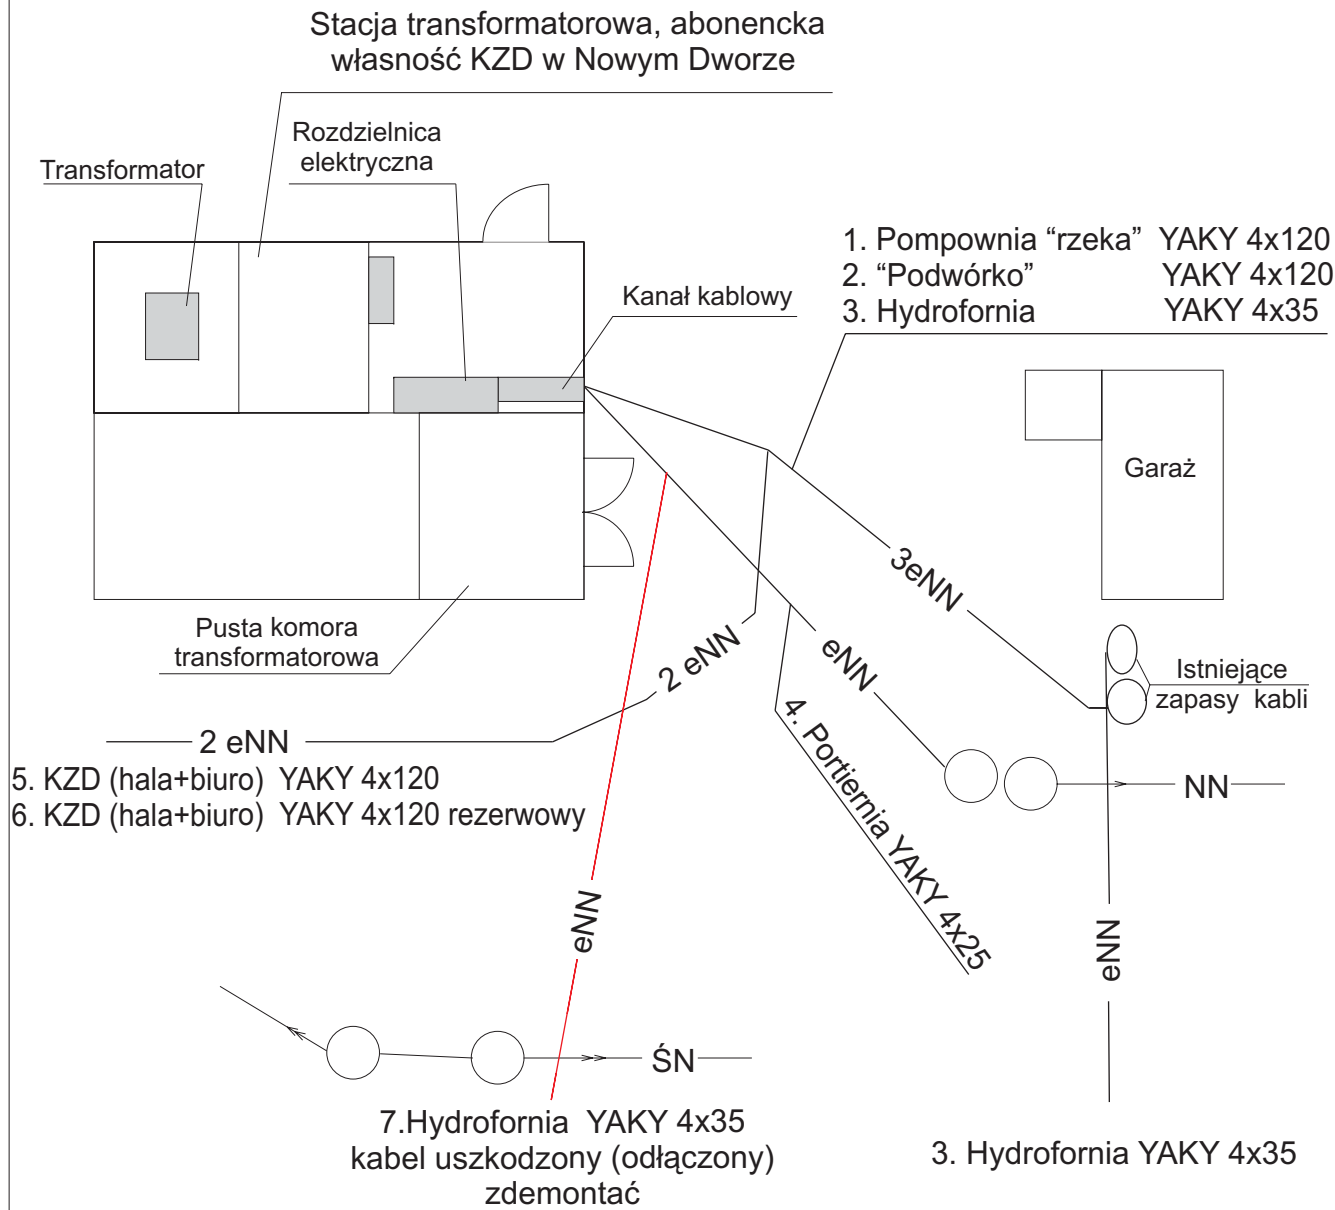 Stacja transformatorowa, abonencka
własność KZD w Nowym Dworze
Rozdzielnica
elektryczna
Transformator
1. Pompownia “rzeka” YAKY 4x120
2. “Podwórko” YAKY 4x120
3. Hydrofornia YAKY 4x35
Kanał kablowy
Garaż
3eNN
Pusta komora
transformatorowa
2 eNN
eNN
Istniejące
zapasy kabli
4. Portiernia YAKY 4x25
2 eNN
5. KZD (hala+biuro) YAKY 4x120
6. KZD (hala+biuro) YAKY 4x120 rezerwowy
NN
eNN
eNN
ŚN
7.Hydrofornia YAKY 4x35
kabel uszkodzony (odłączony)
zdemontać
3. Hydrofornia YAKY 4x35